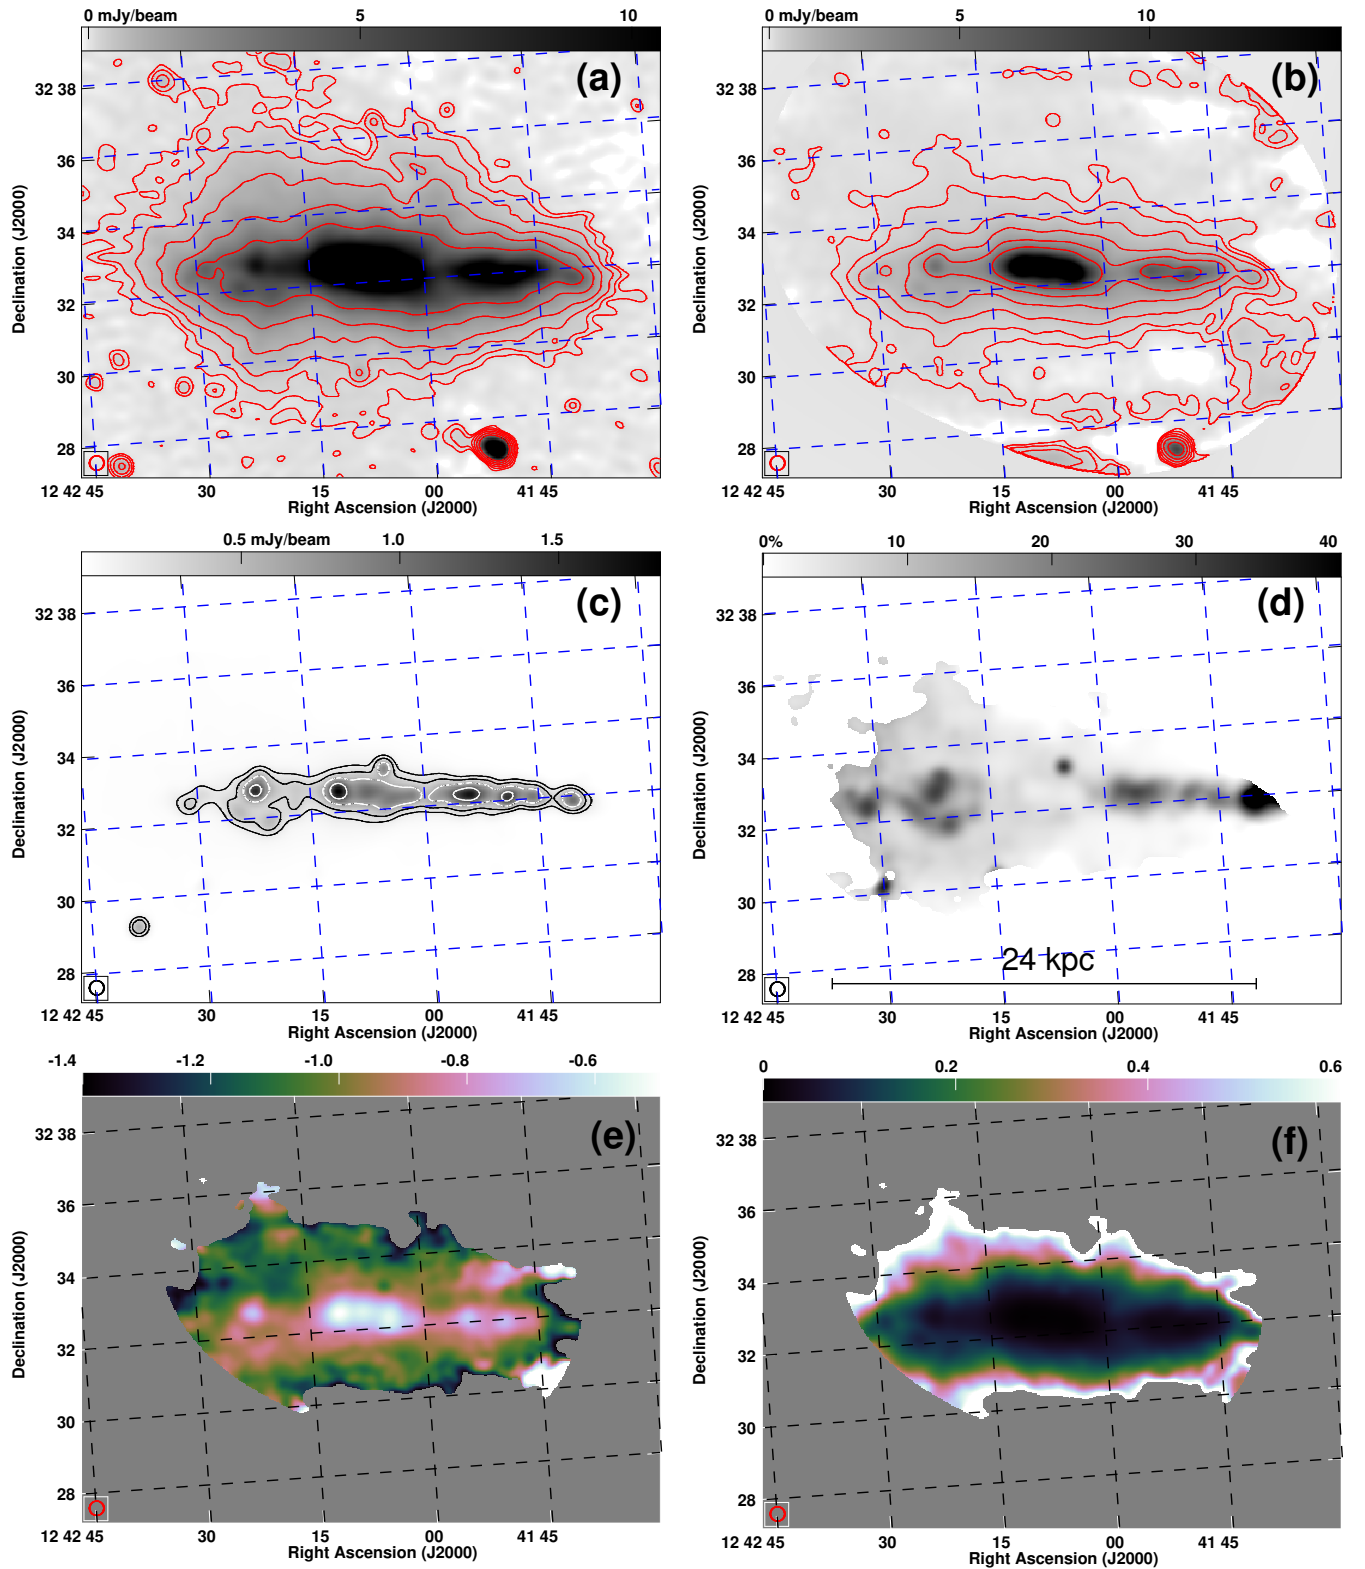 0 mJy/beam 5 10
(a)
Declination (J2000)
32 38
36
34
32
30
28
12 42 45 30 15 00 41 45
Right Ascension (J2000)
0 mJy/beam 5 10
(b)
Declination (J2000)
32 38
36
34
32
30
28
12 42 45 30 15 00 41 45
Right Ascension (J2000)
0.5 mJy/beam 1.0 1.5
(c)
Declination (J2000)
32 38
36
34
32
30
28
12 42 45 30 15 00 41 45
Right Ascension (J2000)
0% 10 20 30 40
(d)
Declination (J2000)
32 38
36
34
32
30
28
24 kpc
12 42 45 30 15 00 41 45
Right Ascension (J2000)
-1.4 -1.2 -1.0 -0.8 -0.6
(e)
Declination (J2000)
32 38
36
34
32
30
28
12 42 45 30 15 00 41 45
Right Ascension (J2000)
0 0.2 0.4 0.6
(f)
Declination (J2000)
32 38
36
34
32
30
28
12 42 45 30 15 00 41 45
Right Ascension (J2000)